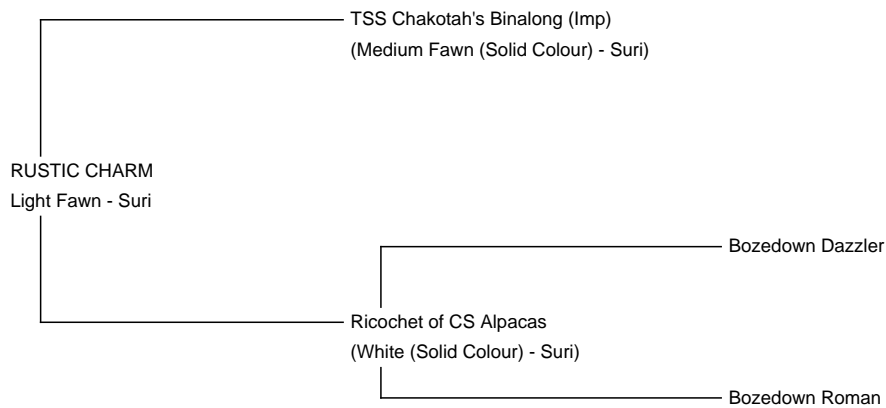 TSS Chakotah's Binalong (Imp)
(Medium Fawn (Solid Colour) - Suri)
RUSTIC CHARM
Light Fawn - Suri
Bozedown Dazzler
Ricochet of CS Alpacas
(White (Solid Colour) - Suri)
Bozedown Roman